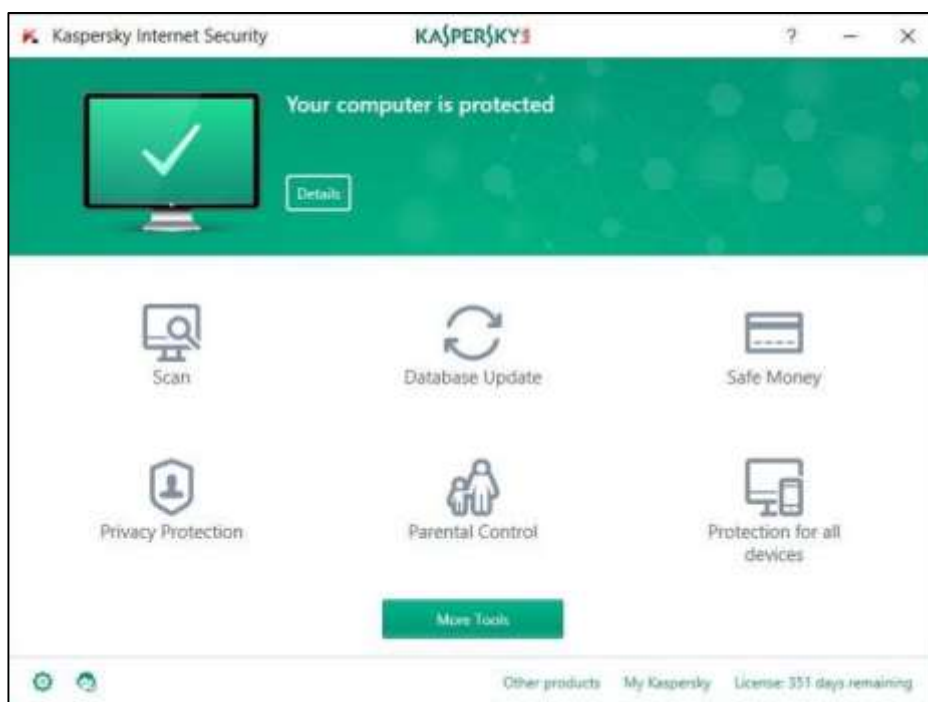 Kaspersky Internet Security
KASPERSKY
?
Your computer is protected
Details
Scan
Database Update
Safe Money
Privacy Protection
Parental Control
Protection for all
devices
More Tools
Other products My Kaspersky License: 351 days remaining